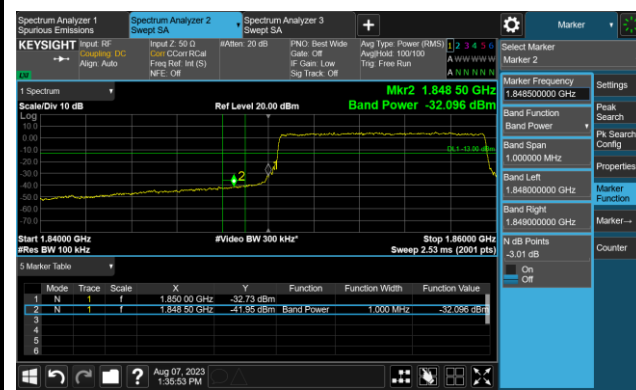 Spectrum Analyzer 1
Spurious Emissions
Spectrum Analyzer 2
Swept SA
Spectrum Analyzer 3
Swept SA
+
Marker
KEYSIGHT
Input: RF
Coupling: DC
Align: Auto
Input Z: 50 Ω
Corr CCorr RCal
Freq Ref: Int (S)
NFE: Off
#Atten: 20 dB
PNO: Best Wide
Gate: Off
IF Gain: Low
Sig Track: Off
Avg Type: Power (RMS)
Avg|Hold: 100/100
Trig: Free Run
1 2 3 4 5 6
A W W W W W
A N N N N N
Select Marker
Marker 2
1 Spectrum
Scale/Div 10 dB
Log
Ref Level 20.00 dBm
Mkr2 1.848 50 GHz
Band Power -32.096 dBm
10.0
0.00
-10.0
-20.0
-30.0
-40.0
-50.0
-60.0
-70.0
DL1 -13.00 dBm
2
Start 1.84000 GHz
#Res BW 100 kHz
#Video BW 300 kHz*
Stop 1.86000 GHz
Sweep 2.53 ms (2001 pts)
5 Marker Table
Mode Trace Scale X Y Function Function Width Function Value
1 N 1 f 1.850 00 GHz -32.73 dBm
2 N 1 f 1.848 50 GHz -41.95 dBm Band Power 1.000 MHz -32.096 dBm
3
4
5
6
Marker Frequency
1.848500000 GHz
Band Function
Band Power
Band Span
1.000000 MHz
Band Left
1.848000000 GHz
Band Right
1.849000000 GHz
N dB Points
-3.01 dB
On
Off
Settings
Peak
Search
Pk Search
Config
Properties
Marker
Function
Marker→
Counter
?
Aug 07, 2023
1:35:53 PM